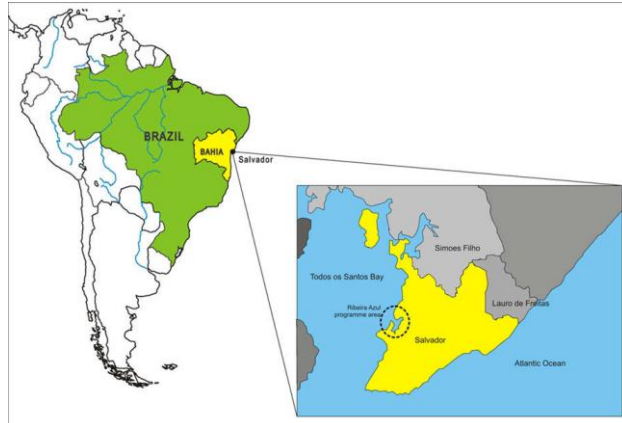 BRAZIL
BAHIA
Salvador
Simoes Filho
Todos os Santos Bay
Lauro de Freitas
Ribeira Azul
programme area
Salvador
Atlantic Ocean